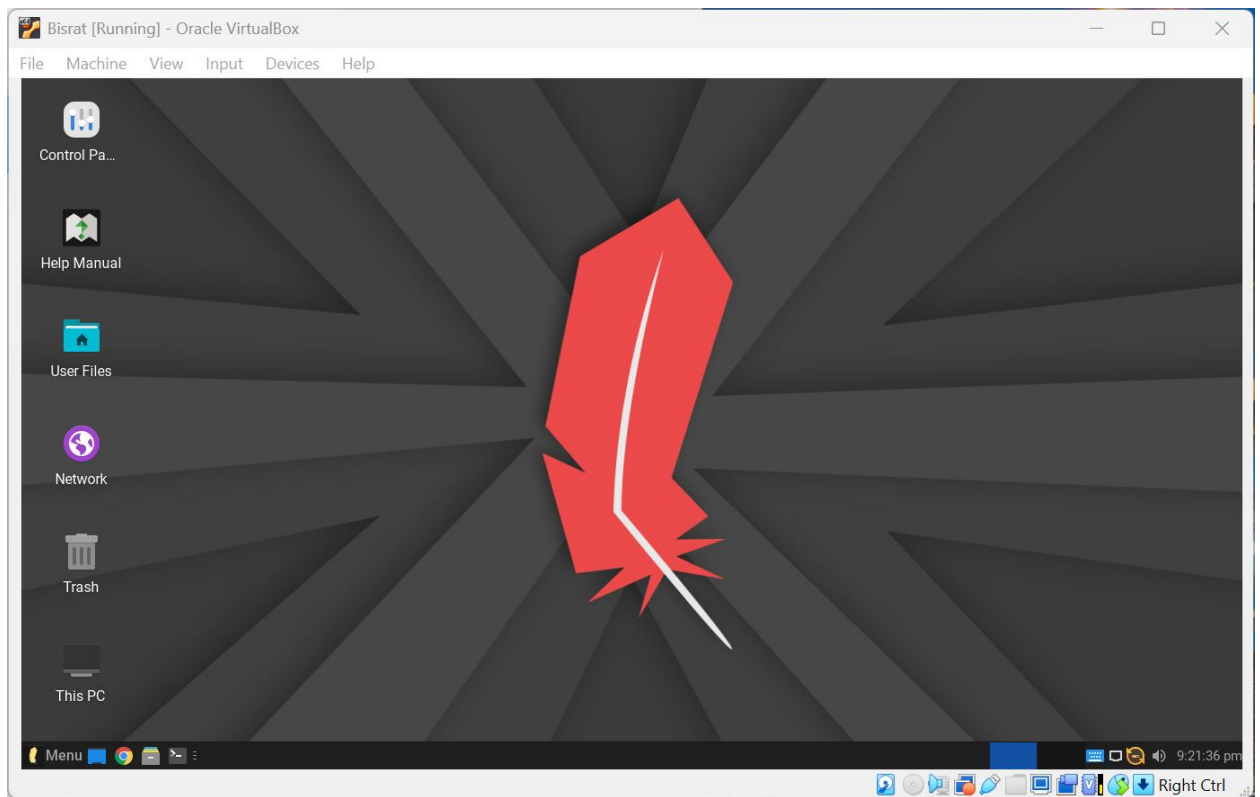 Bisrat [Running] - Oracle VirtualBox
File Machine View Input Devices Help
Control Pa...
Help Manual
User Files
Network
Trash
This PC
Menu
9:21:36 pm
Right Ctrl